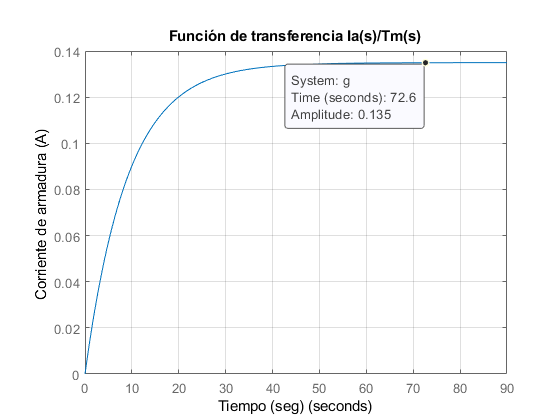 Función de transferencia Ia(s)/Tm(s)
Corriente de armadura (A)
0.14
0.12
0.1
0.08
0.06
0.04
0.02
0
System: g
Time (seconds): 72.6
Amplitude: 0.135
0 10 20 30 40 50 60 70 80 90
Tiempo (seg) (seconds)